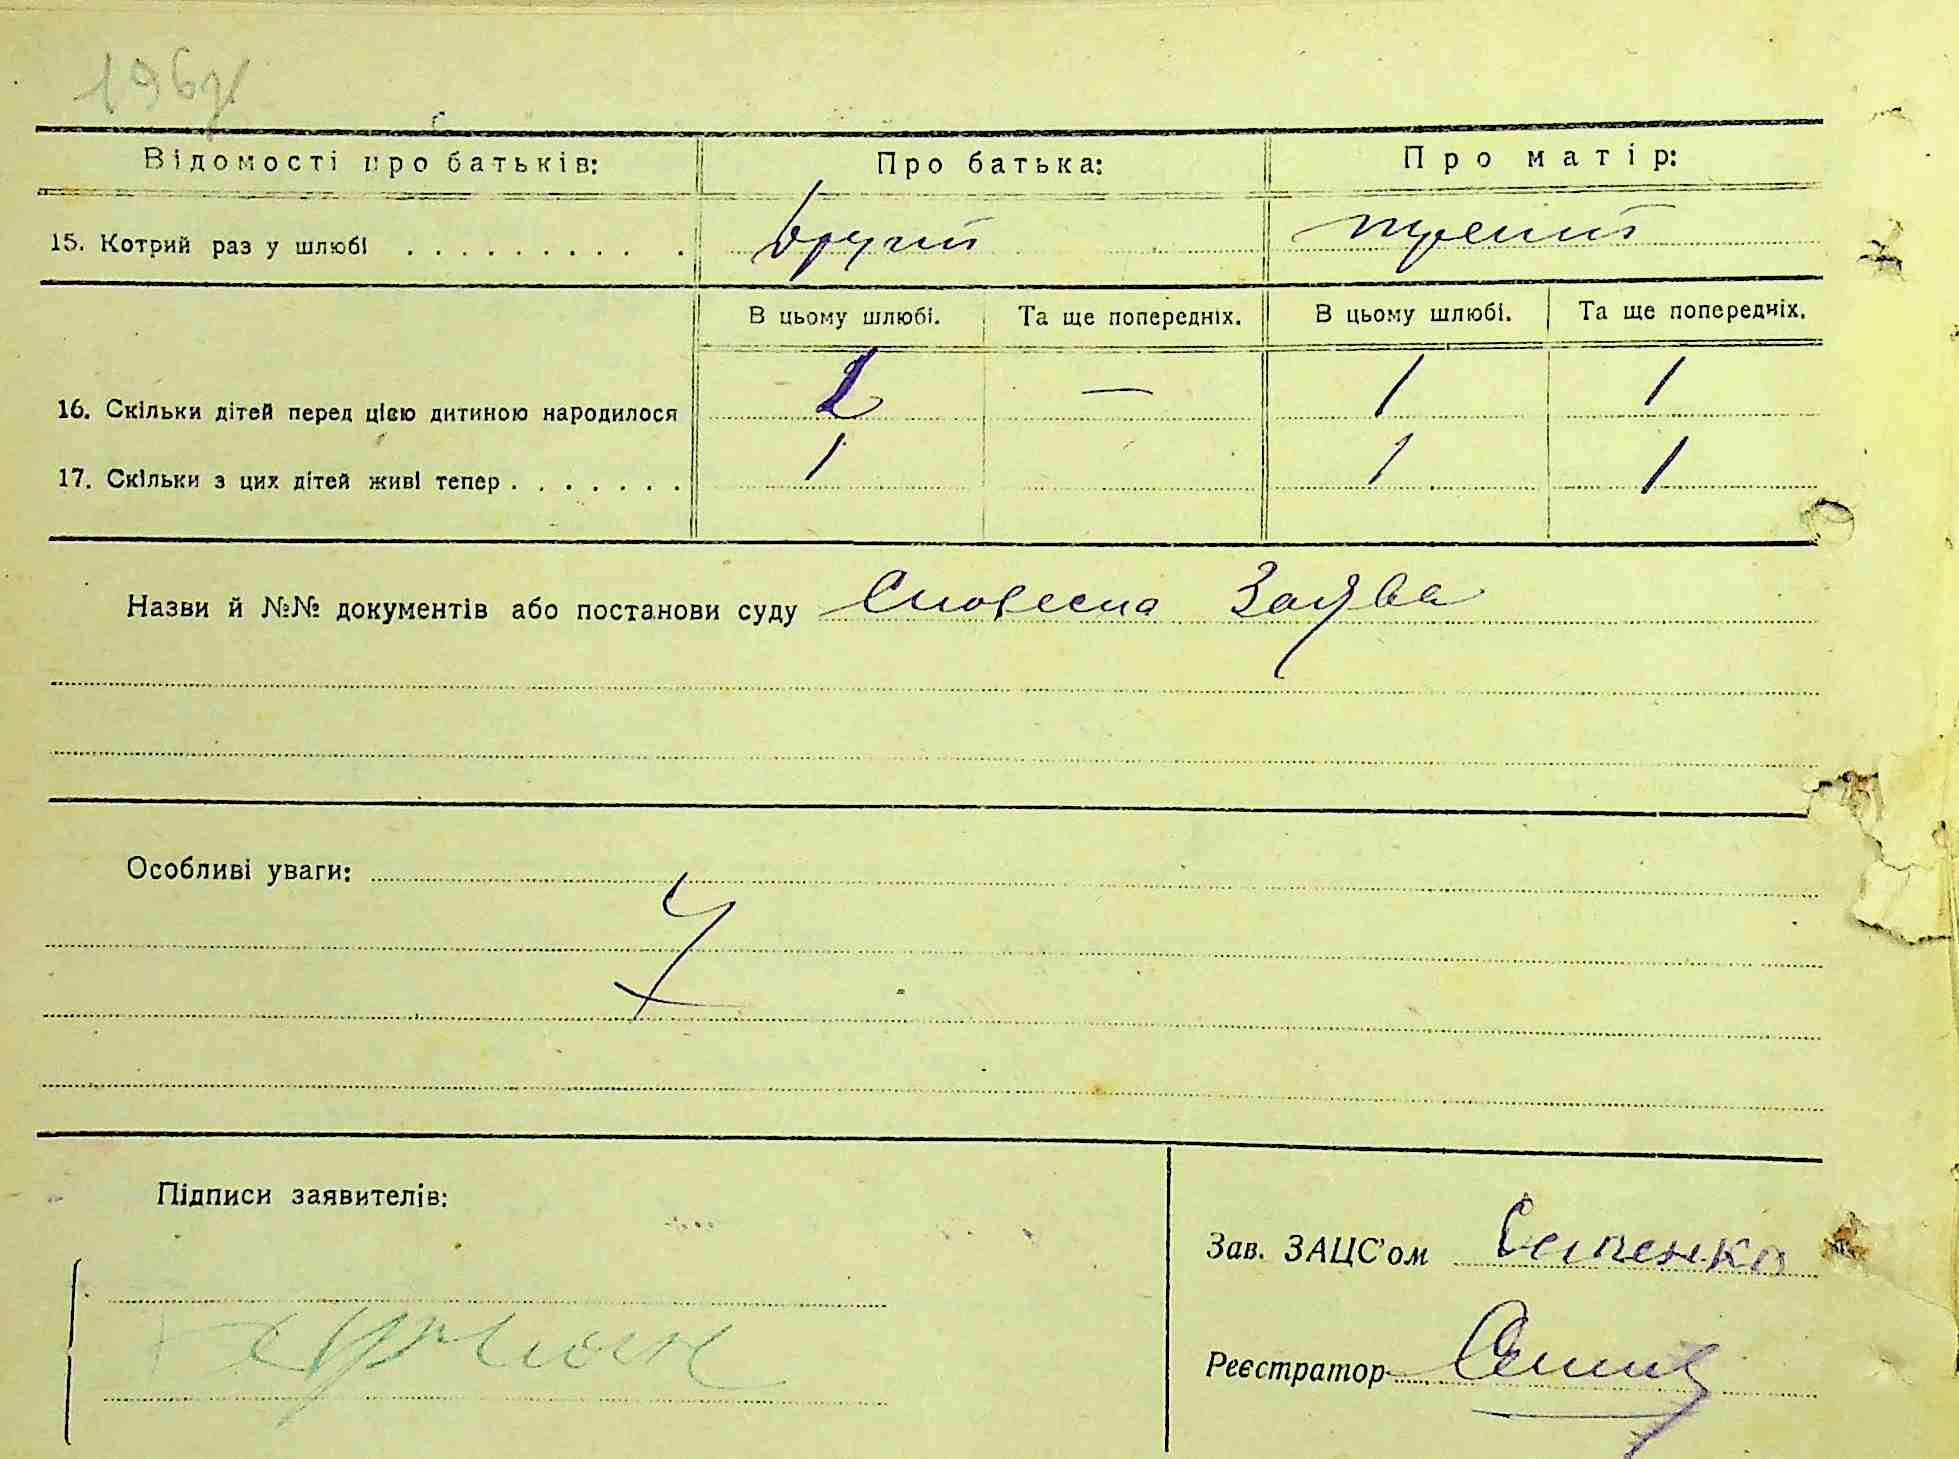 196
Відомості про батьків: Про батька: Про матір:
15. Котрий раз у шлюбі . . . . . . . . . . другий третий
В цьому шлюбі. Та ще попередніх. В цьому шлюбі. Та ще попередніх.
16. Скільки дітей перед цією дитиною народилося 2 — 1 1
17. Скільки з цих дітей живі тепер . . . . . . . 1 1 1
Назви й №№ документів або постанови суду Словесна Заява
Особливі уваги:
Підписи заявителів:
Зав. ЗАЦС'ом
Реєстратор